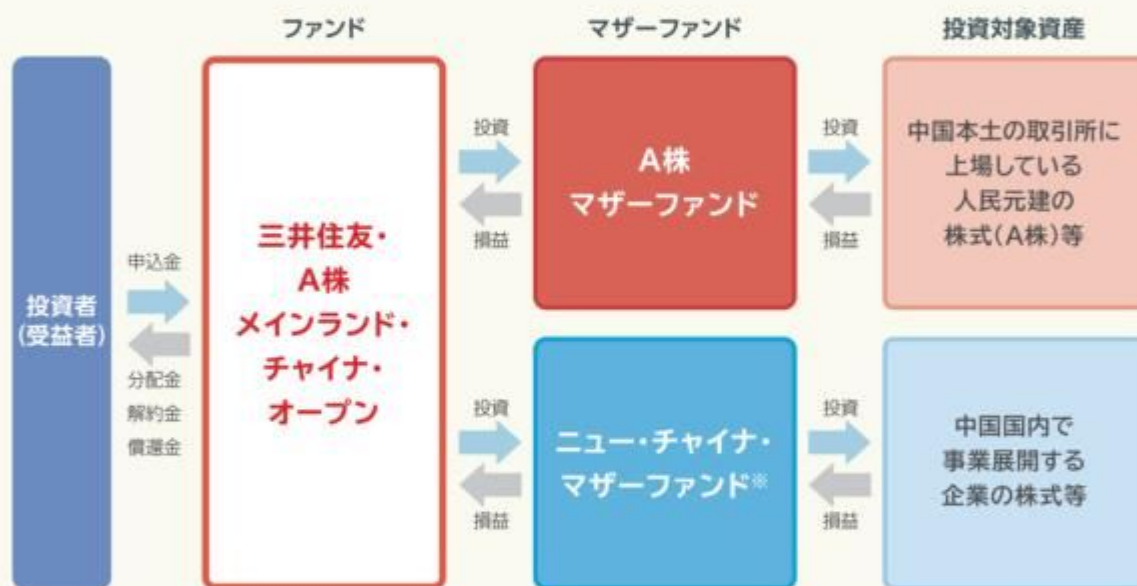 ファンド
マザーファンド
投資対象資産
投資者
(受益者)
申込金
分配金
解約金
償還金
三井住友・
A株
メインランド・
チャイナ・
オープン
投資
損益
A株
マザーファンド
投資
損益
中国本土の取引所に
上場している
人民元建の
株式(A株)等
投資
損益
ニュー・チャイナ・
マザーファンド※
投資
損益
中国国内で
事業展開する
企業の株式等